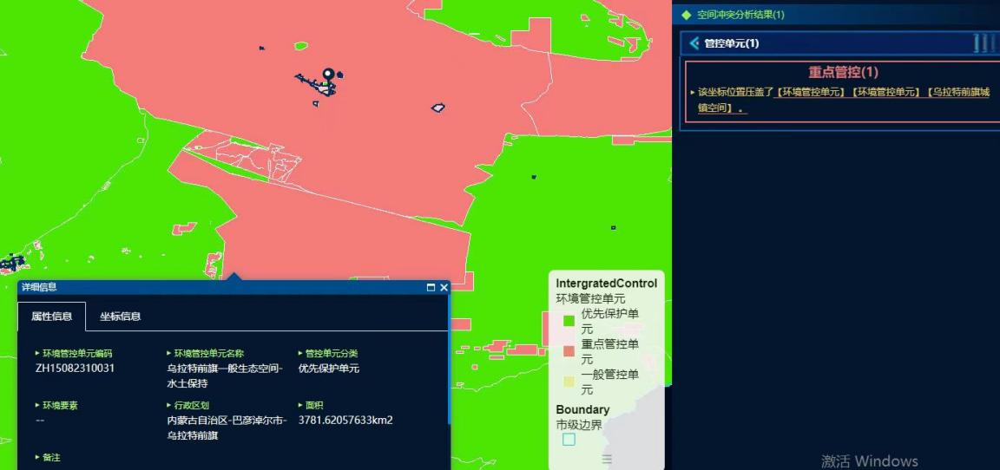 空间冲突分析结果(1)
管控单元(1)
重点管控(1)
该坐标位置压盖了【环境管控单元】【环境管控单元】【乌拉特前旗城
镇空间】 。
详细信息
属性信息 坐标信息
环境管控单元编码 环境管控单元名称 管控单元分类
ZH15082310031 乌拉特前旗一般生态空间- 优先保护单元
水土保持
环境要素 行政区划 面积
-- 内蒙古自治区-巴彦淖尔市- 3781.62057633km2
乌拉特前旗
备注
IntergratedControl
环境管控单元
优先保护单
元
重点管控单
元
一般管控单
元
Boundary
市级边界
激活 Windows